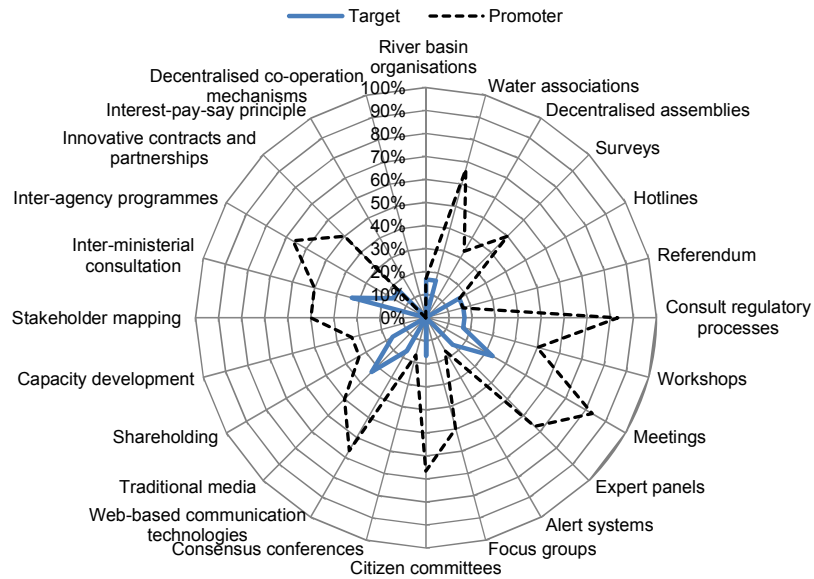 Target
Promoter
River basin
organisations
Water associations
Decentralised assemblies
Surveys
Hotlines
Referendum
Consult regulatory
processes
Workshops
Meetings
Expert panels
Alert systems
Focus groups
Citizen committees
Consensus conferences
Web-based communication
technologies
Traditional media
Shareholding
Capacity development
Stakeholder mapping
Inter-ministerial
consultation
Inter-agency programmes
Innovative contracts and
partnerships
Interest-pay-say principle
Decentralised co-operation
mechanisms
100%
90%
80%
70%
60%
50%
40%
30%
20%
10%
0%